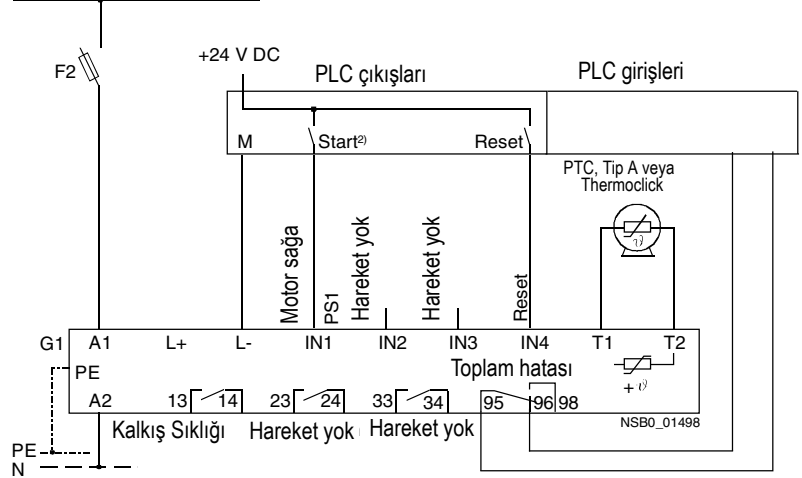 F2
+24 V DC
PLC çıkışları
PLC girişleri
M
Start²⁾
Reset
PTC, Tip A veya
Thermoclick
ϑ
Motor sağa
PS1
Hareket yok
Hareket yok
Reset
G1
A1
L+
L-
IN1
IN2
IN3
IN4
T1
T2
PE
Toplam hatası
+ϑ
A2
13
14
23
24
33
34
95
96
98
Kalkış Sıklığı
Hareket yok
Hareket yok
NSB0_01498
PE
N